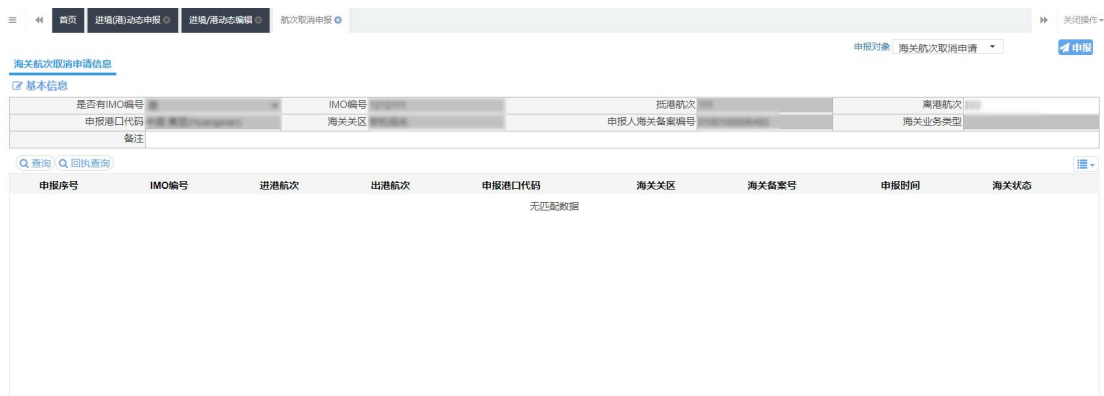 首页 进境(港)动态申报 进境/港动态编辑 航次取消申报 关闭操作
申报对象 海关航次取消申请 申报
海关航次取消申请信息
基本信息
是否有IMO编号 IMO编号 抵港航次 离港航次
申报港口代码 海关关区 申报人海关备案编号 海关业务类型
备注
查询 回执查询
申报序号 IMO编号 进港航次 出港航次 申报港口代码 海关关区 海关备案号 申报时间 海关状态
无匹配数据